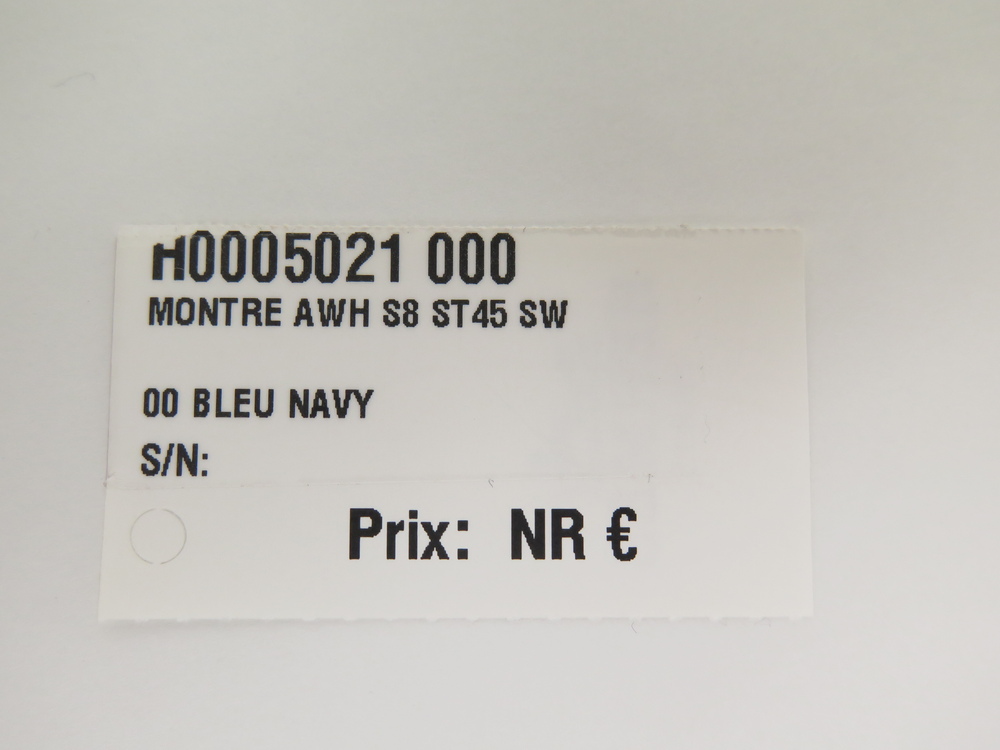 H0005021 000
MONTRE AWH S8 ST45 SW
00 BLEU NAVY
S/N:
Prix: NR €